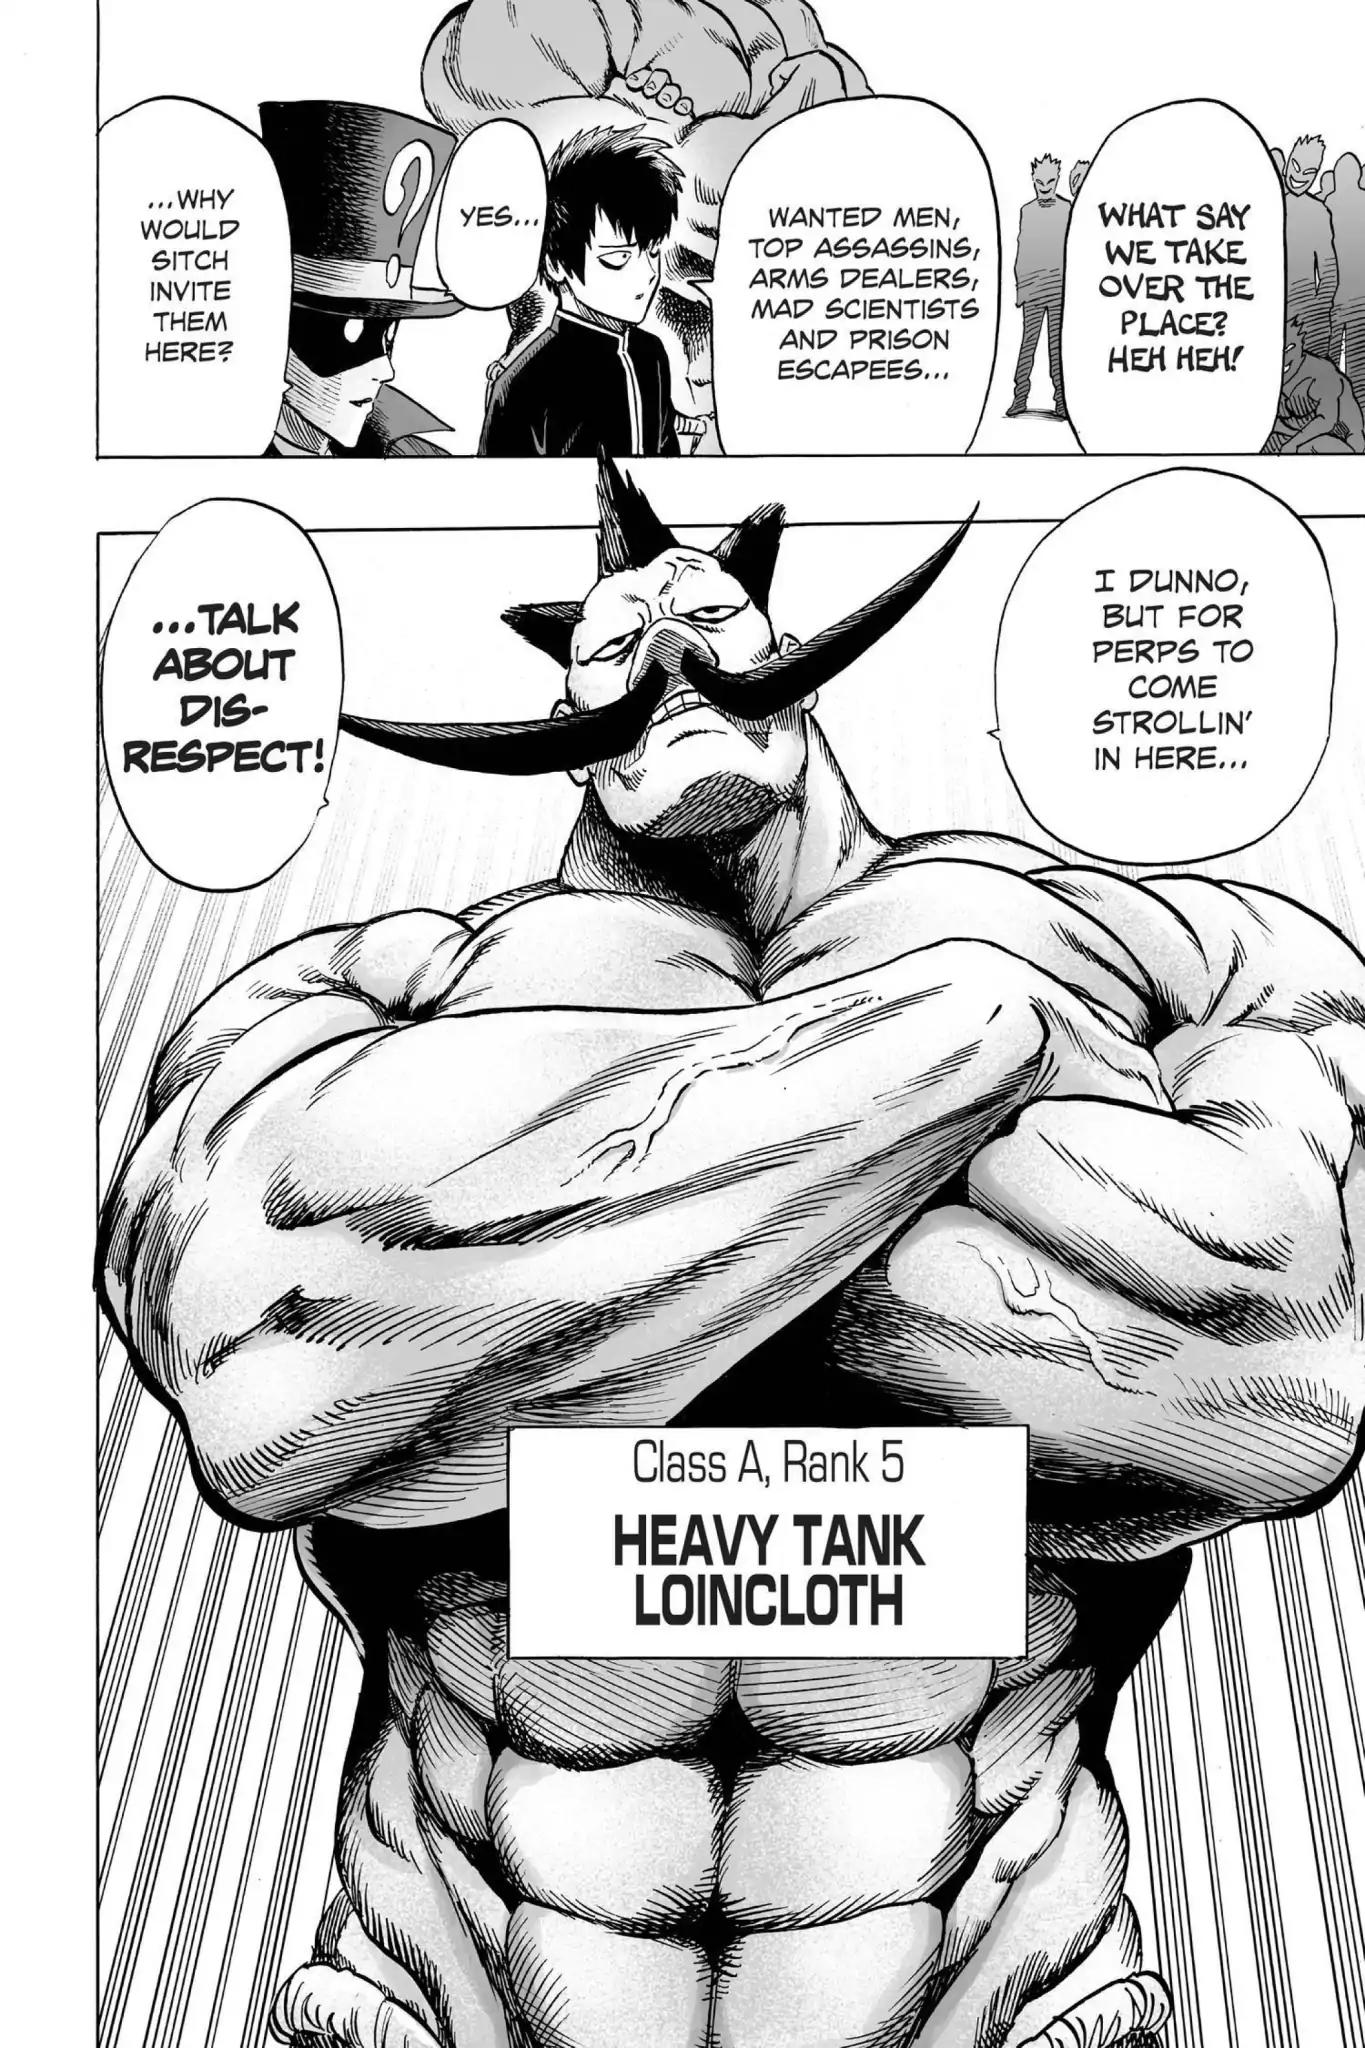 WHAT SAY
WE TAKE
OVER THE
PLACE?
HEH HEH!
WANTED MEN,
TOP ASSASSINS,
ARMS DEALERS,
MAD SCIENTISTS
AND PRISON
ESCAPEES...
YES...
...WHY
WOULD
SITCH
INVITE
THEM
HERE?
?
I DUNNO,
BUT FOR
PERPS TO
COME
STROLLIN'
IN HERE...
...TALK
ABOUT
DIS-
RESPECT!
Class A, Rank 5
HEAVY TANK
LOINCLOTH